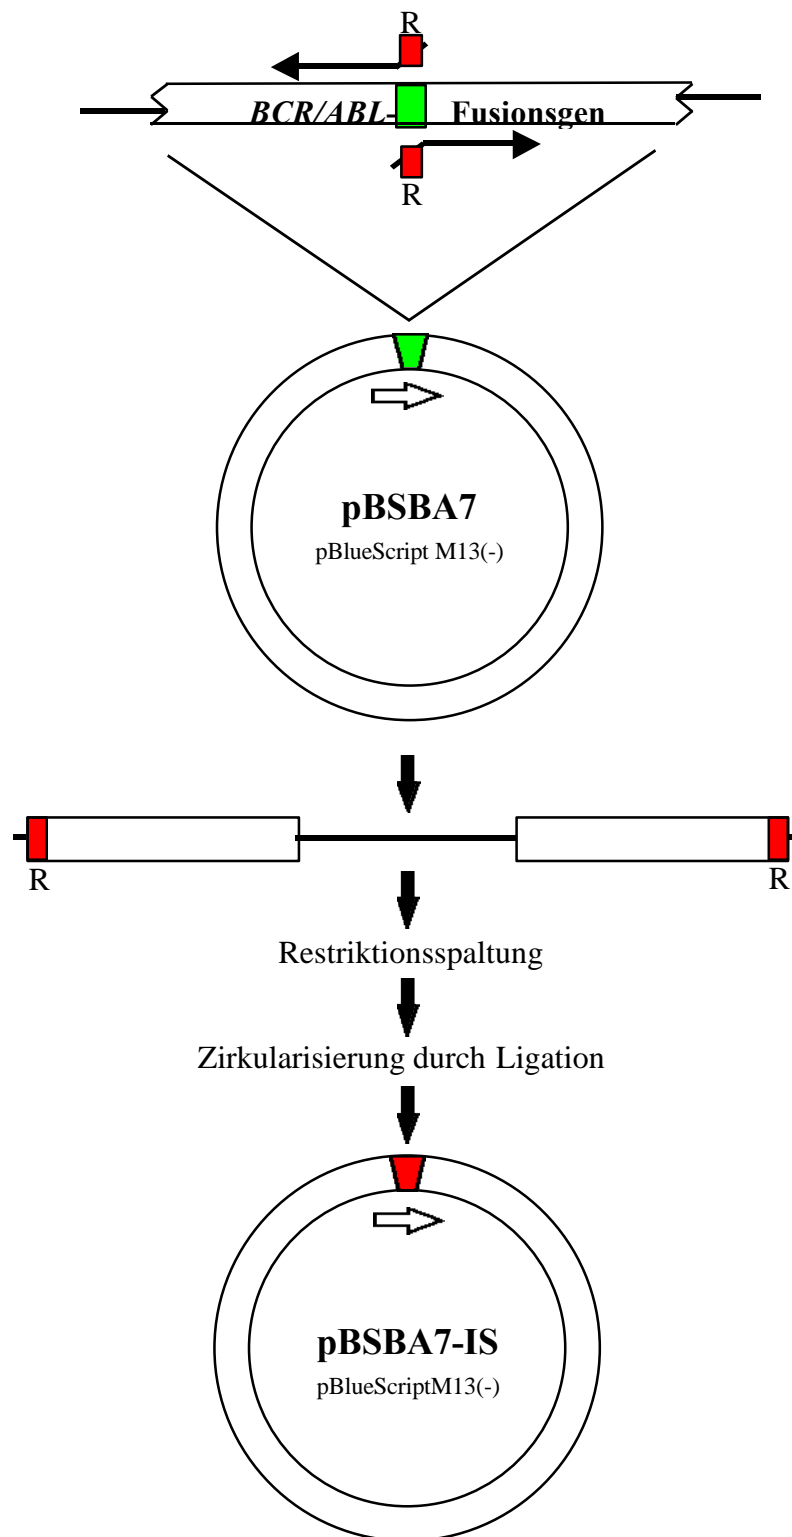 R
BCR/ABL- Fusionsgen
R
pBSBA7
pBlueScript M13(-)
R R
Restriktionsspaltung
Zirkularisierung durch Ligation
pBSBA7-IS
pBlueScriptM13(-)